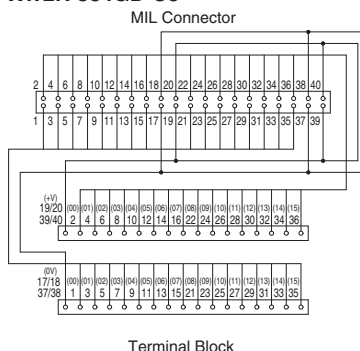 MIL Connector
2 4 6 8 10 12 14 16 18 20 22 24 26 28 30 32 34 36 38 40
1 3 5 7 9 11 13 15 17 19 21 23 25 27 29 31 33 35 37 39
(+V)
19/20 (00) (01) (02) (03) (04) (05) (06) (07) (08) (09) (10) (11) (12) (13) (14) (15)
39/40 2 4 6 8 10 12 14 16 22 24 26 28 30 32 34 36
(0V)
17/18 (00) (01) (02) (03) (04) (05) (06) (07) (08) (09) (10) (11) (12) (13) (14) (15)
37/38 1 3 5 7 9 11 13 15 21 23 25 27 29 31 33 35
Terminal Block